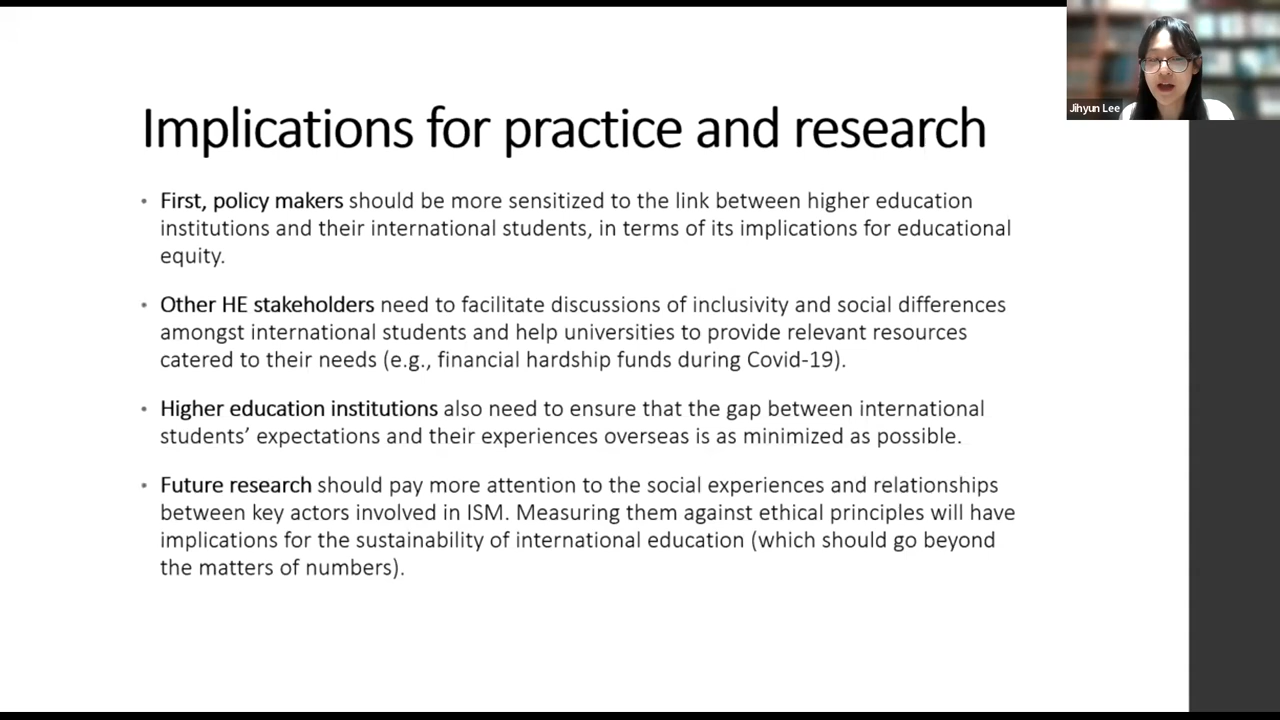 Jihyun Lee
Implications for practice and research
• First, policy makers should be more sensitized to the link between higher education
institutions and their international students, in terms of its implications for educational
equity.
• Other HE stakeholders need to facilitate discussions of inclusivity and social differences
amongst international students and help universities to provide relevant resources
catered to their needs (e.g., financial hardship funds during Covid-19).
• Higher education institutions also need to ensure that the gap between international
students’ expectations and their experiences overseas is as minimized as possible.
• Future research should pay more attention to the social experiences and relationships
between key actors involved in ISM. Measuring them against ethical principles will have
implications for the sustainability of international education (which should go beyond
the matters of numbers).